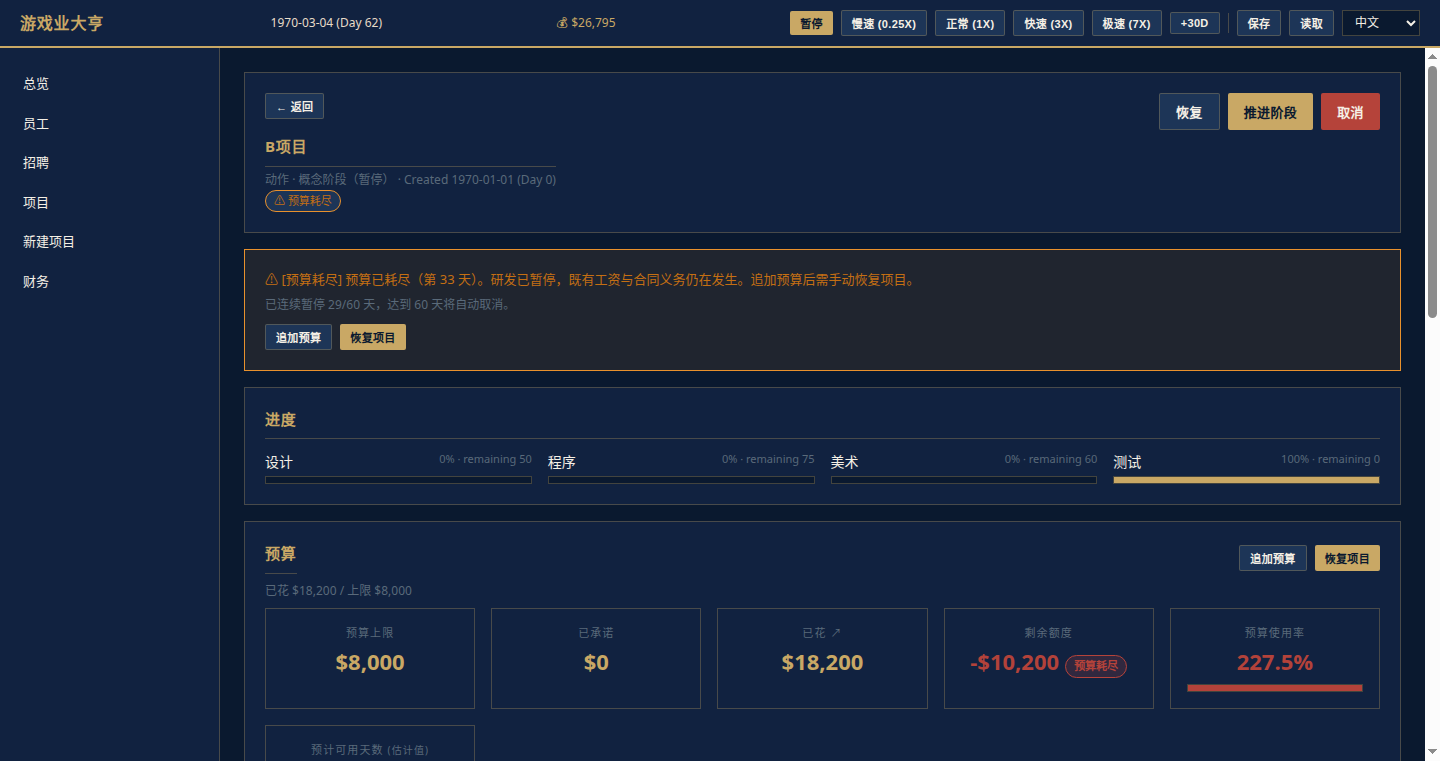 游戏业大亨
1970-03-04 (Day 62)
💰 $26,795
暂停
慢速 (0.25X)
正常 (1X)
快速 (3X)
极速 (7X)
+30D
保存
读取
中文
总览
员工
招聘
项目
新建项目
财务
← 返回
恢复
推进阶段
取消
B项目
动作 · 概念阶段（暂停） · Created 1970-01-01 (Day 0)
⚠ 预算耗尽
⚠ [预算耗尽] 预算已耗尽（第 33 天）。研发已暂停，既有工资与合同义务仍在发生。追加预算后需手动恢复项目。
已连续暂停 29/60 天，达到 60 天将自动取消。
追加预算
恢复项目
进度
设计
0% · remaining 50
程序
0% · remaining 75
美术
0% · remaining 60
测试
100% · remaining 0
预算
追加预算
恢复项目
已花 $18,200 / 上限 $8,000
预算上限
$8,000
已承诺
$0
已花 ↗
$18,200
剩余额度
-$10,200 预算耗尽
预算使用率
227.5%
预计可用天数 (估计值)